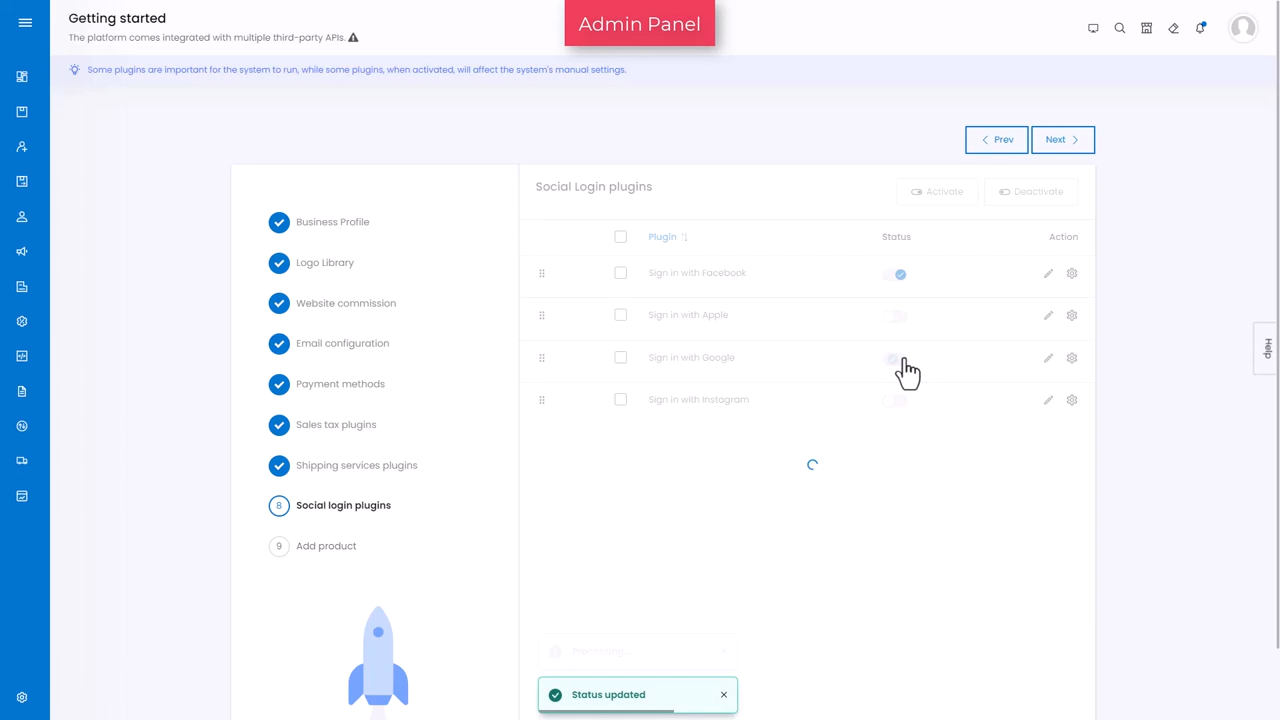 Getting started
Admin Panel
The platform comes integrated with multiple third-party APIs.
Some plugins are important for the system to run, while some plugins, when activated, will affect the system's manual settings.
Prev
Next
Business Profile
Logo Library
Website commission
Email configuration
Payment methods
Sales tax plugins
Shipping services plugins
8 Social login plugins
9 Add product
Social Login plugins
Activate
Deactivate
Plugin
Status
Action
Sign in with Facebook
Sign in with Apple
Sign in with Google
Sign in with Instagram
Processing...
Status updated
Help